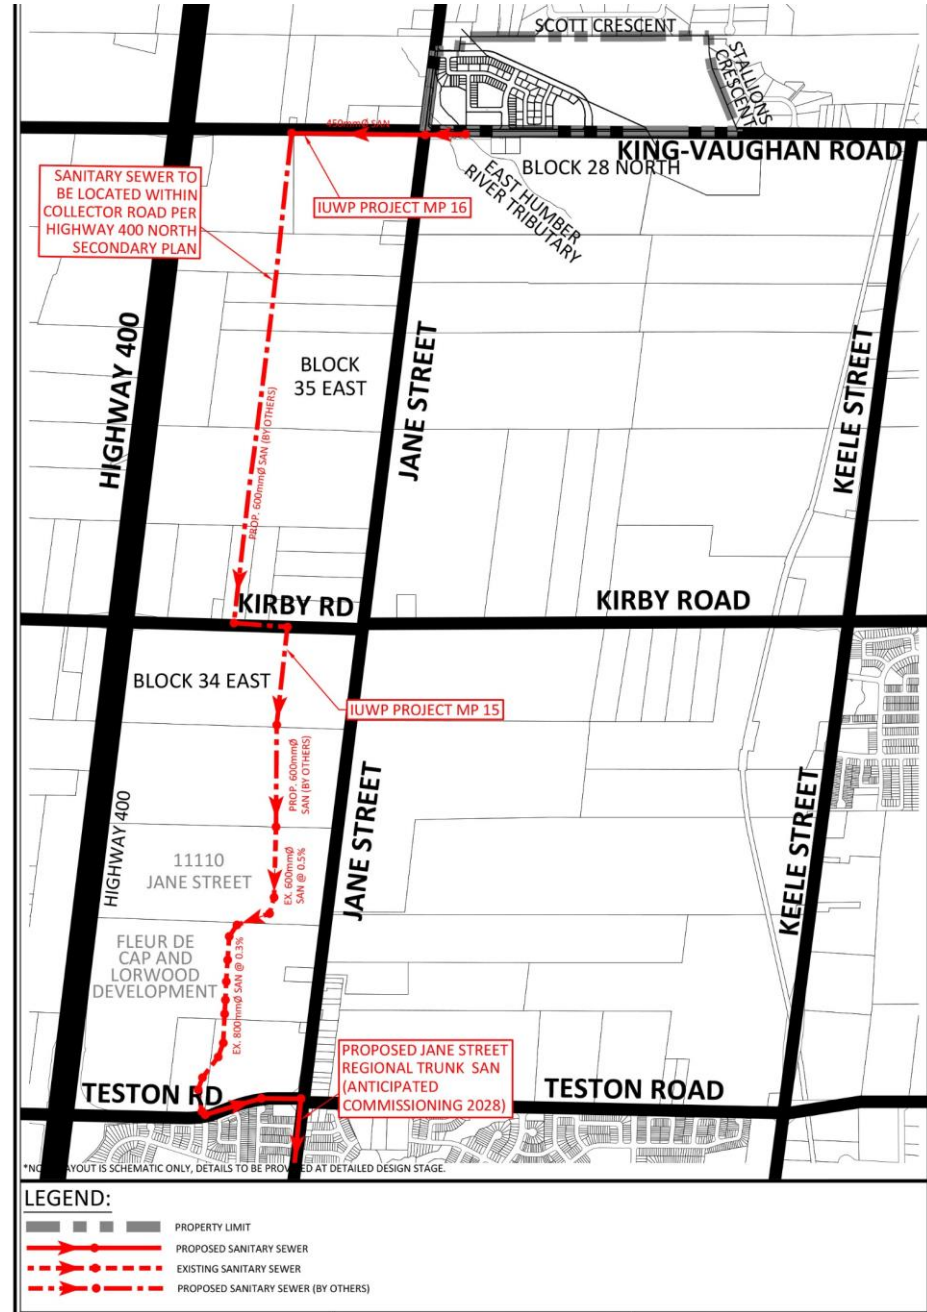 SCOTT CRESCENT
STALLIONS
CRESCENT
450mmØ SAN
KING-VAUGHAN ROAD
BLOCK 28 NORTH
EAST HUMBER
RIVER TRIBUTARY
SANITARY SEWER TO
BE LOCATED WITHIN
COLLECTOR ROAD PER
HIGHWAY 400 NORTH
SECONDARY PLAN
IUWP PROJECT MP 16
HIGHWAY 400
BLOCK
35 EAST
JANE STREET
KEELE STREET
PROP. 600mmØ SAN (BY OTHERS)
KIRBY RD
KIRBY ROAD
BLOCK 34 EAST
IUWP PROJECT MP 15
PROP. 600mmØ
SAN (BY OTHERS)
HIGHWAY 400
JANE STREET
KEELE STREET
11110
JANE STREET
EX. 600mmØ
SAN @ 0.5%
FLEUR DE
CAP AND
LORWOOD
DEVELOPMENT
EX. 800mmØ SAN @ 0.3%
PROPOSED JANE STREET
REGIONAL TRUNK SAN
(ANTICIPATED
COMMISSIONING 2028)
TESTON RD
TESTON ROAD
LAYOUT IS SCHEMATIC ONLY, DETAILS TO BE AT DETAILED DESIGN STAGE.
LEGEND:
PROPERTY LIMIT
PROPOSED SANITARY SEWER
EXISTING SANITARY SEWER
PROPOSED SANITARY SEWER (BY OTHERS)